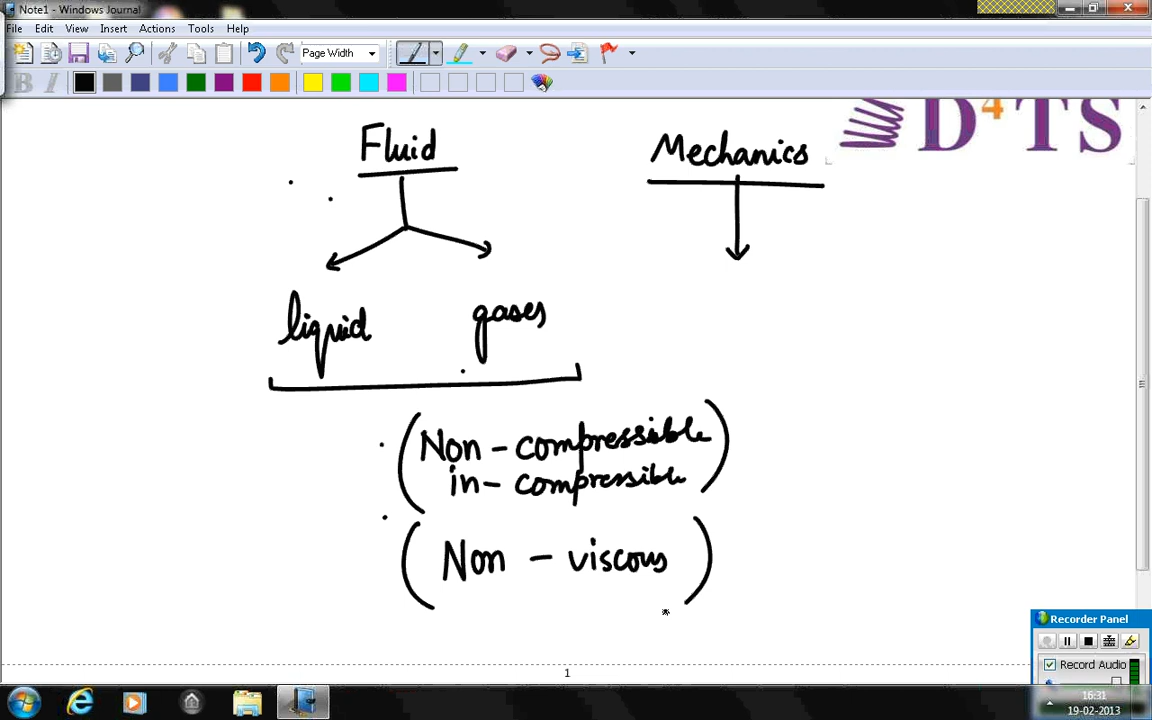 Note1 - Windows Journal
File Edit View Insert Actions Tools Help
Page Width
B I
D4TS
Fluid Mechanics
liquid gases
(Non - compressible
in - compressible)
(Non - viscous)
1
Recorder Panel
Record Audio
16:31
19-02-2013